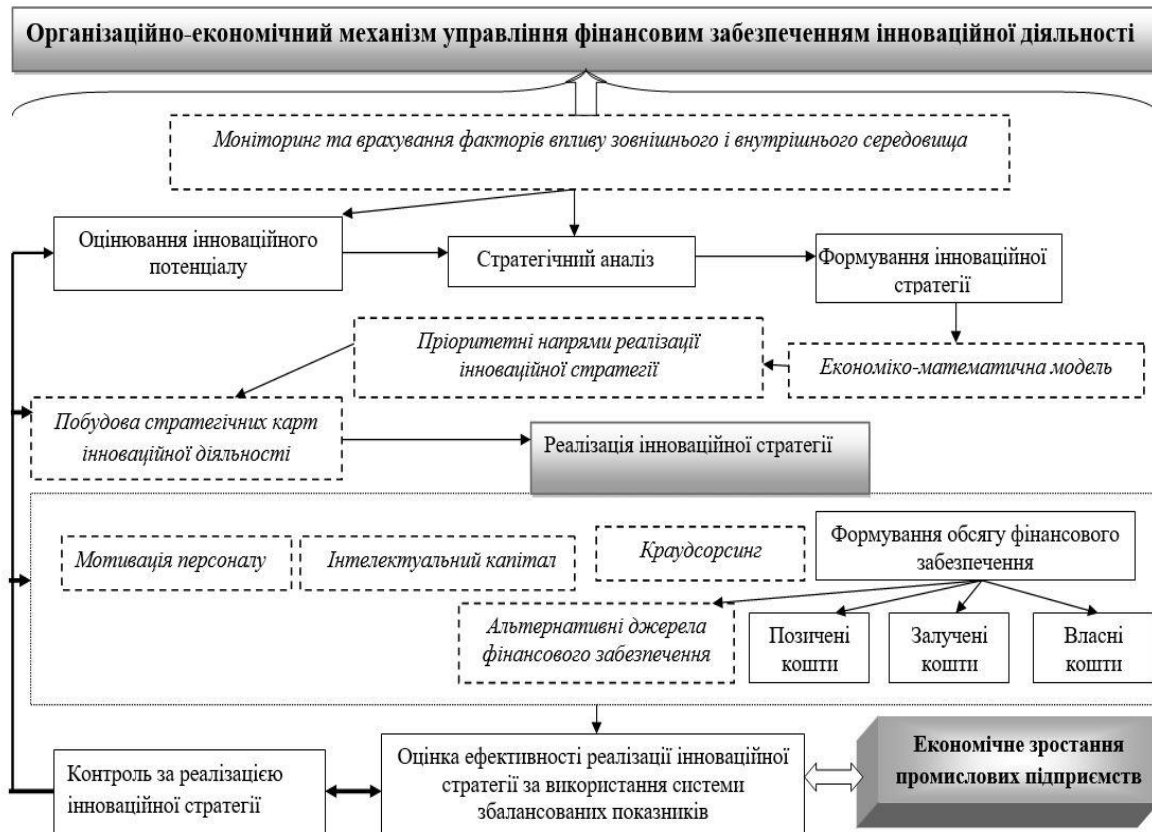 Організаційно-економічний механізм управління фінансовим забезпеченням інноваційної діяльності
Моніторинг та врахування факторів впливу зовнішнього і внутрішнього середовища
Оцінювання інноваційного
потенціалу
Стратегічний аналіз
Формування інноваційної
стратегії
Пріоритетні напрями реалізації
інноваційної стратегії
Економіко-математична модель
Побудова стратегічних карт
інноваційної діяльності
Реалізація інноваційної стратегії
Мотивація персоналу
Інтелектуальний капітал
Краудсорсинг
Формування обсягу фінансового
забезпечення
Альтернативні джерела
фінансового забезпечення
Позичені
кошти
Залучені
кошти
Власні
кошти
Контроль за реалізацією
інноваційної стратегії
Оцінка ефективності реалізації інноваційної
стратегії за використання системи
збалансованих показників
Економічне зростання
промислових підприємств